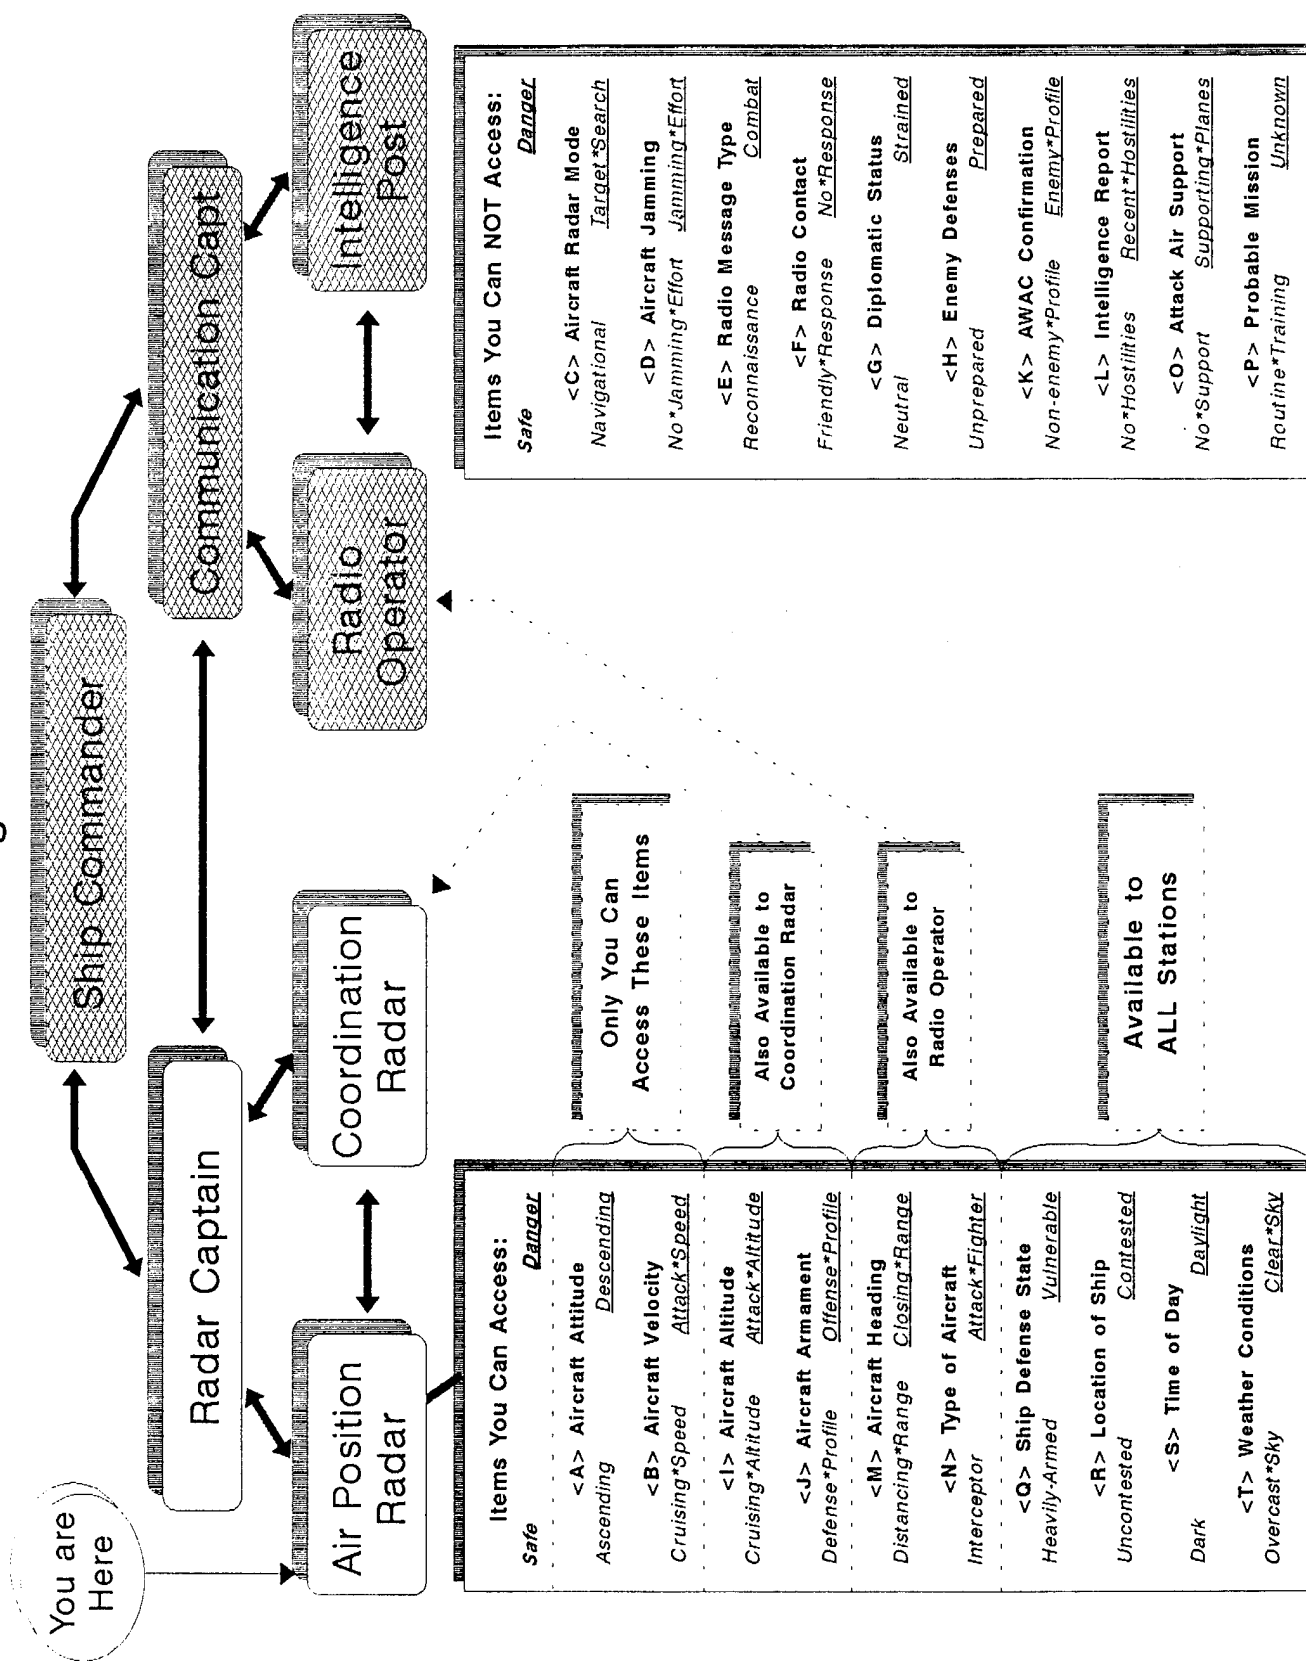 Ship Commander
Radar Captain
Communication Capt
You are
Here
Air Position
Radar
Coordination
Radar
Radio
Operator
Intelligence
Post
Items You Can Access:
Safe Danger
<A> Aircraft Attitude
Ascending Descending
<B> Aircraft Velocity
Cruising*Speed Attack*Speed
<I> Aircraft Altitude
Cruising*Altitude Attack*Altitude
<J> Aircraft Armament
Defense*Profile Offense*Profile
<M> Aircraft Heading
Distancing*Range Closing*Range
<N> Type of Aircraft
Interceptor Attack*Fighter
<Q> Ship Defense State
Heavily-Armed Vulnerable
<R> Location of Ship
Uncontested Contested
<S> Time of Day
Dark Daylight
<T> Weather Conditions
Overcast*Sky Clear*Sky
Only You Can
Access These Items
Also Available to
Coordination Radar
Also Available to
Radio Operator
Available to
ALL Stations
Items You Can NOT Access:
Safe Danger
<C> Aircraft Radar Mode
Navigational Target*Search
<D> Aircraft Jamming
No*Jamming*Effort Jamming*Effort
<E> Radio Message Type
Reconnaissance Combat
<F> Radio Contact
Friendly*Response No*Response
<G> Diplomatic Status
Neutral Strained
<H> Enemy Defenses
Unprepared Prepared
<K> AWAC Confirmation
Non-enemy*Profile Enemy*Profile
<L> Intelligence Report
No*Hostilities Recent*Hostilities
<O> Attack Air Support
No*Support Supporting*Planes
<P> Probable Mission
Routine*Training Unknown